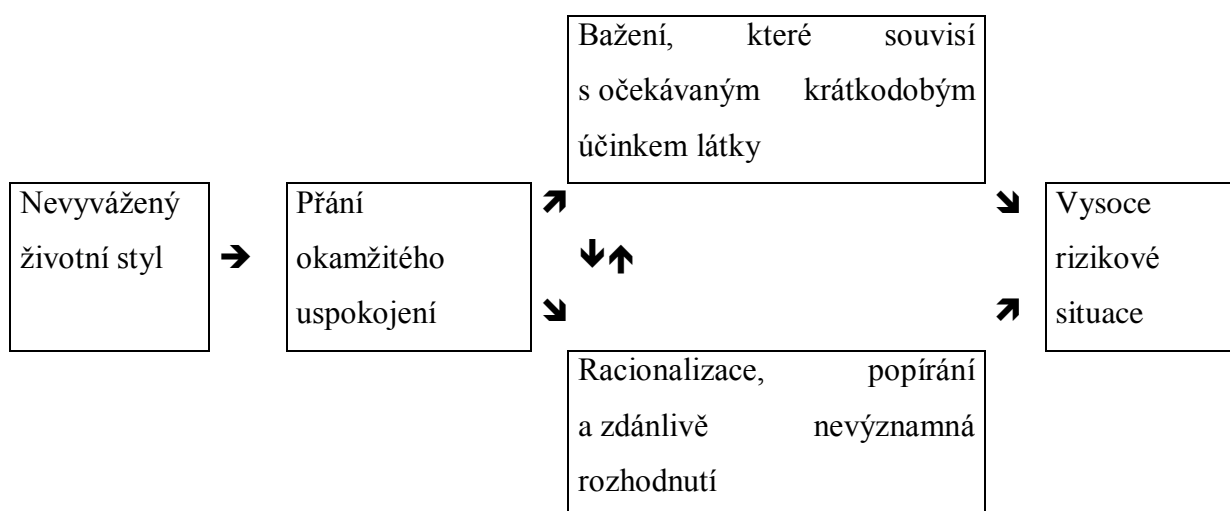 Bažení, které souvisí
s očekávaným krátkodobým
účinkem látky
Nevyvážený
životní styl
➔
Přání
okamžitého
uspokojení
Vysoce
rizikové
situace
Racionalizace, popírání
a zdánlivě nevýznamná
rozhodnutí